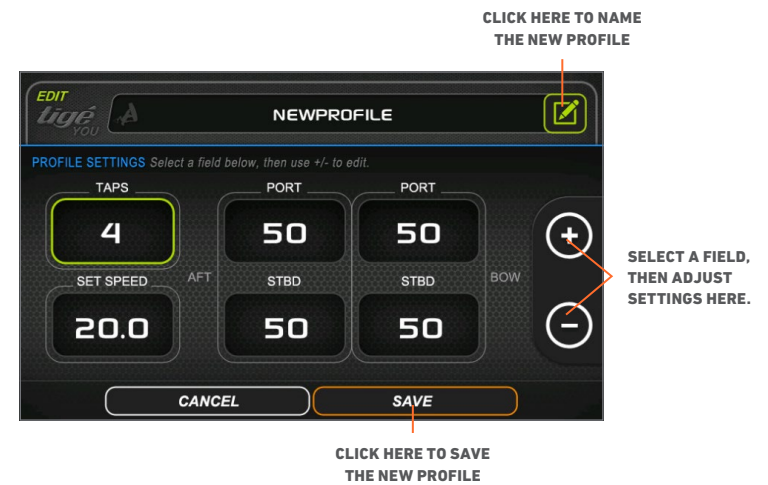 CLICK HERE TO NAME
THE NEW PROFILE
EDIT
tigé
YOU
NEWPROFILE
PROFILE SETTINGS Select a field below, then use +/- to edit.
TAPS PORT PORT
4 50 50
+
SELECT A FIELD,
THEN ADJUST
SETTINGS HERE.
AFT BOW
SET SPEED STBD STBD
20.0 50 50
−
CANCEL SAVE
CLICK HERE TO SAVE
THE NEW PROFILE